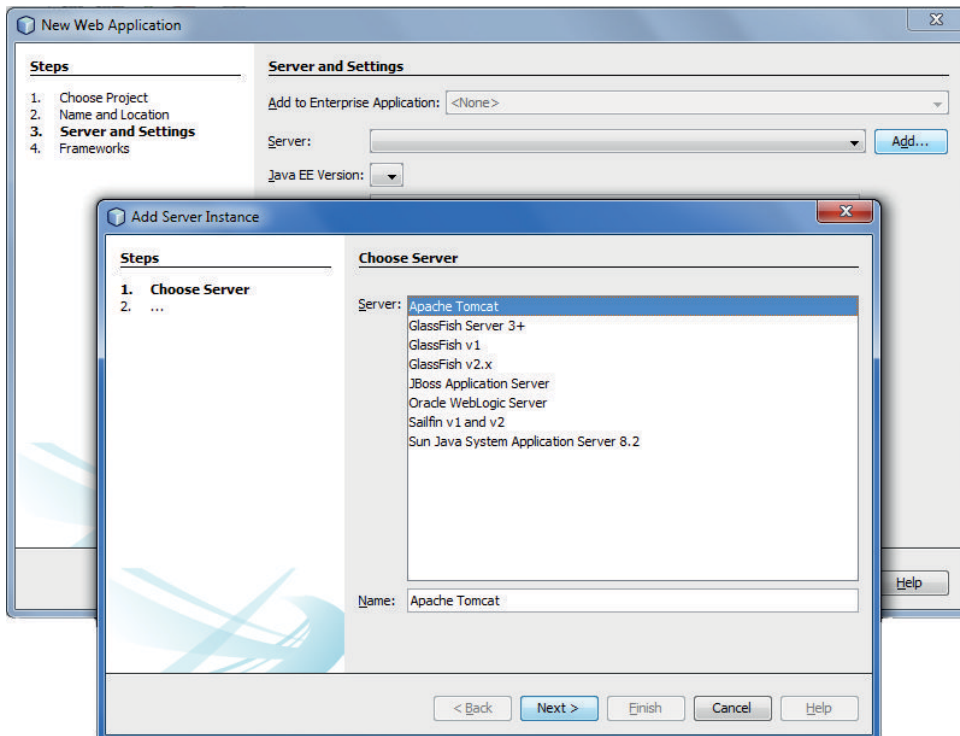 New Web Application
Steps
1. Choose Project
2. Name and Location
3. Server and Settings
4. Frameworks
Server and Settings
Add to Enterprise Application: <None>
Server: Add...
Java EE Version:
Add Server Instance
Steps
1. Choose Server
2. ...
Choose Server
Server: Apache Tomcat
GlassFish Server 3+
GlassFish v1
GlassFish v2.x
JBoss Application Server
Oracle WebLogic Server
Sailfin v1 and v2
Sun Java System Application Server 8.2
Name: Apache Tomcat
Help
< Back Next > Finish Cancel Help